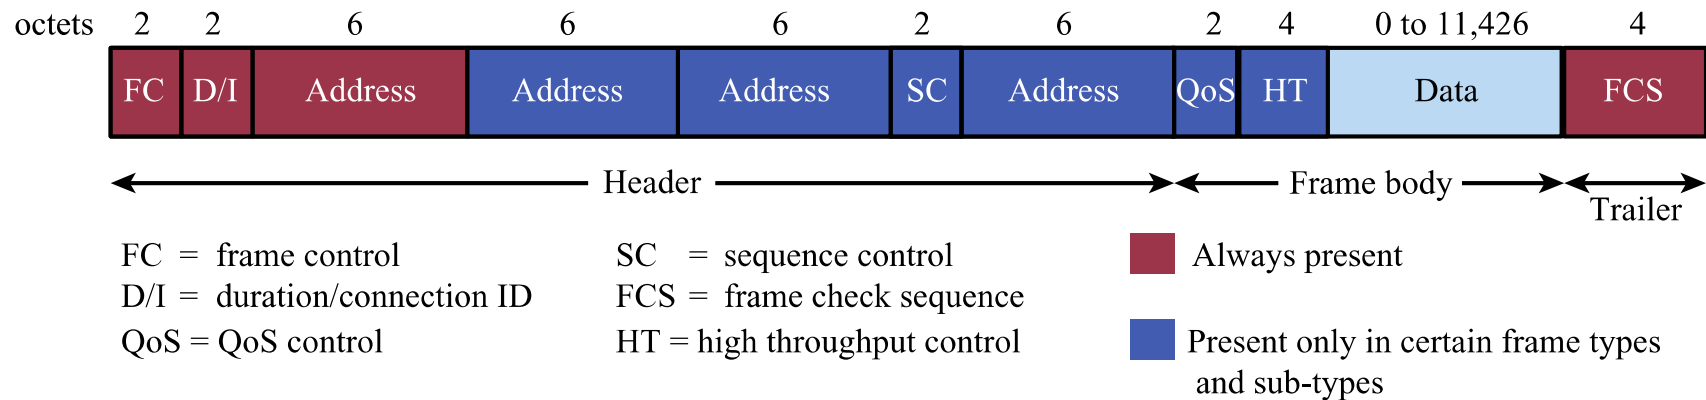 octets 2 2 6 6 6 2 6 2 4 0 to 11,426 4
FC D/I Address Address Address SC Address QoS HT Data FCS
Header Frame body
Trailer
FC = frame control SC = sequence control Always present
D/I = duration/connection ID FCS = frame check sequence
QoS = QoS control HT = high throughput control Present only in certain frame types
and sub-types